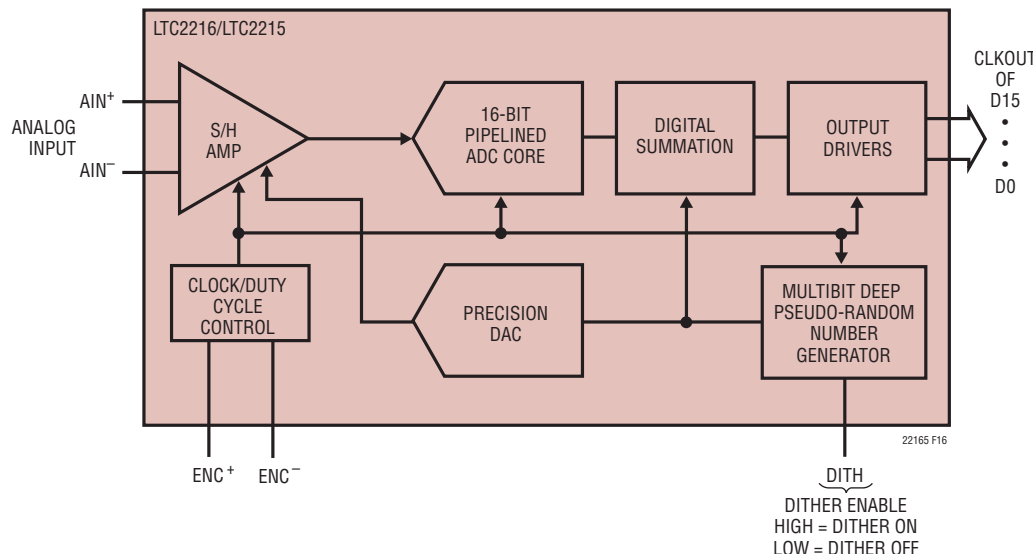 LTC2216/LTC2215
AIN+
ANALOG
INPUT
AIN−
S/H
AMP
16-BIT
PIPELINED
ADC CORE
DIGITAL
SUMMATION
OUTPUT
DRIVERS
CLKOUT
OF
D15
•
•
•
D0
CLOCK/DUTY
CYCLE
CONTROL
PRECISION
DAC
MULTIBIT DEEP
PSEUDO-RANDOM
NUMBER
GENERATOR
22165 F16
ENC+
ENC−
DITH
DITHER ENABLE
HIGH = DITHER ON
LOW = DITHER OFF